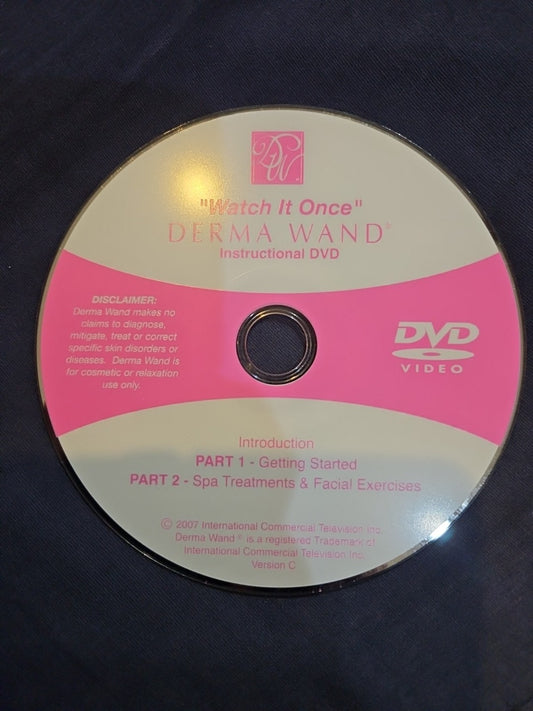 DW
"Watch It Once"
DERMA WAND®
Instructional DVD
DISCLAIMER:
Derma Wand makes no
claims to diagnose,
mitigate, treat or correct
specific skin disorders or
diseases. Derma Wand is
for cosmetic or relaxation
use only.
DVD
VIDEO
Introduction
PART 1 - Getting Started
PART 2 - Spa Treatments & Facial Exercises
© 2007 International Commercial Television Inc.
Derma Wand ® is a registered Trademark of
International Commercial Television Inc.
Version C